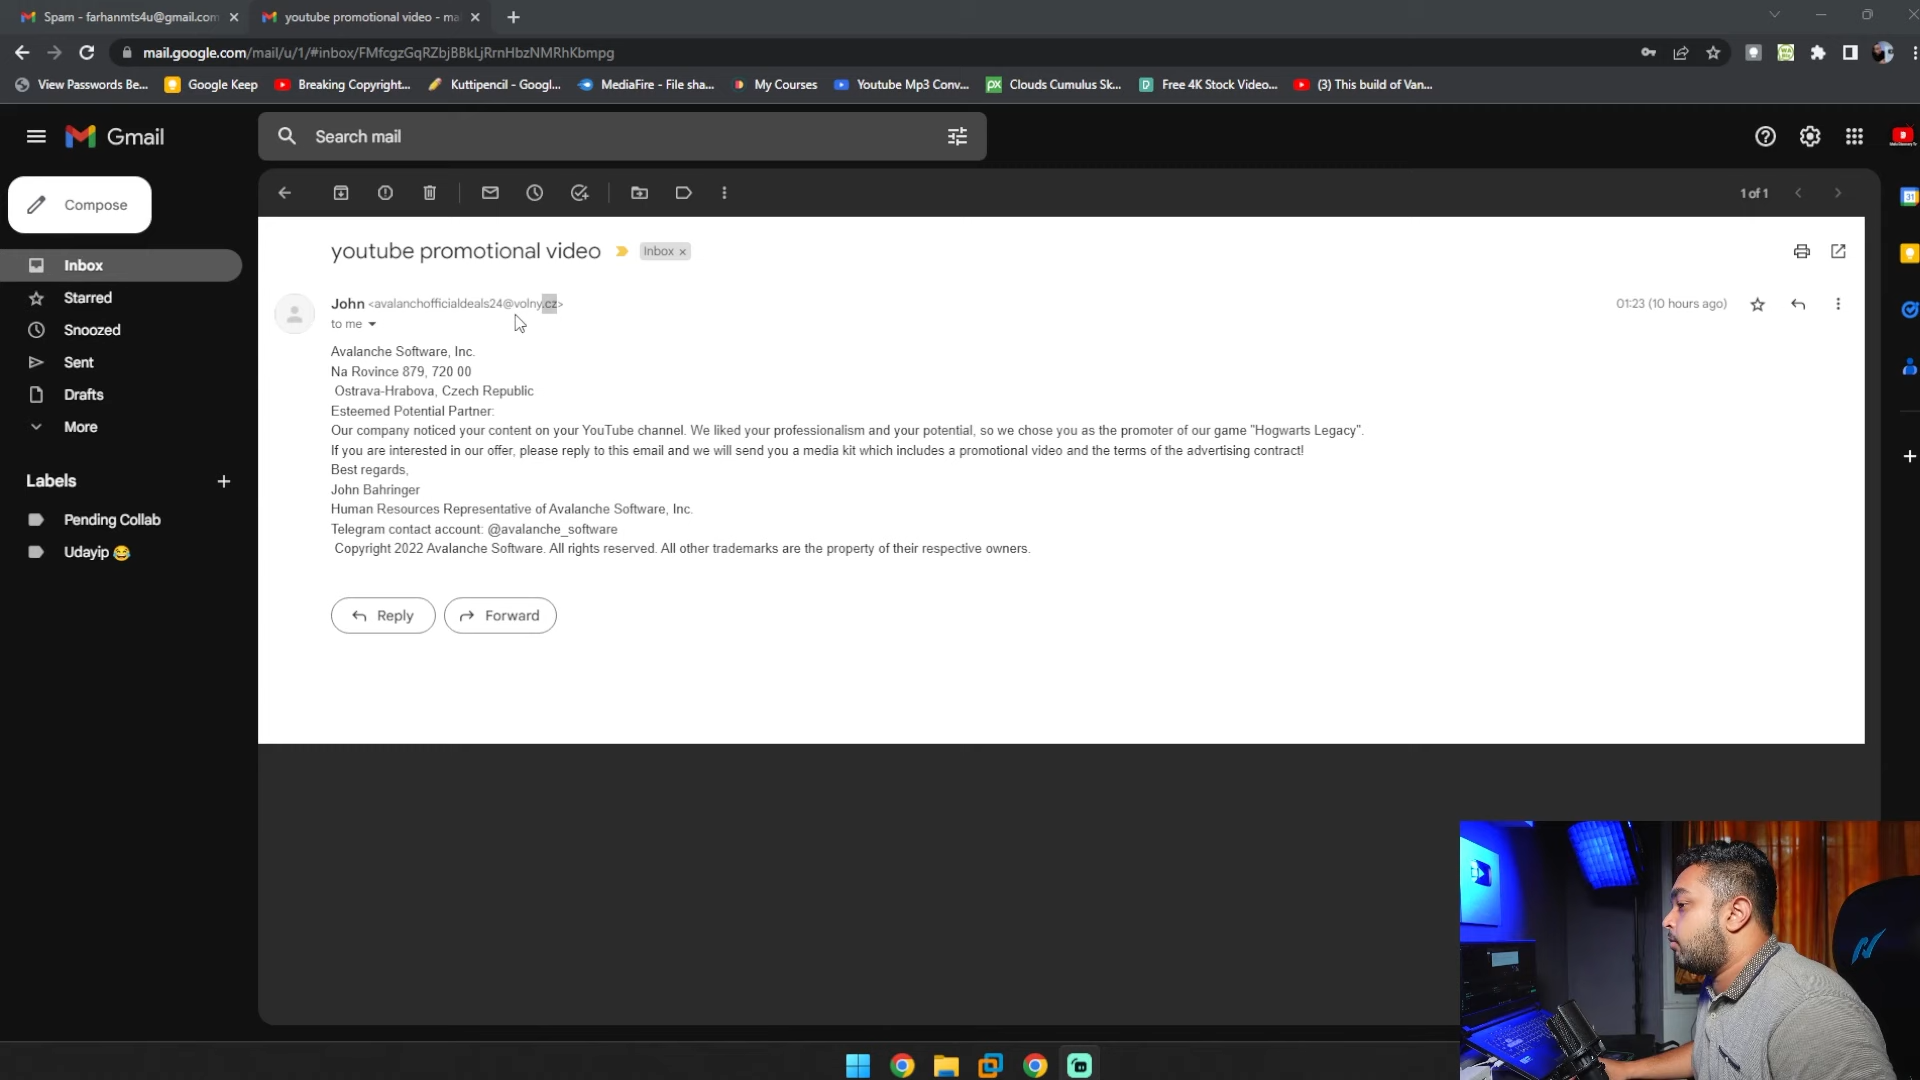 Spam - farhanmts4u@gmail.com
youtube promotional video - ma
mail.google.com/mail/u/1/#inbox/FMfcgzGqRZbjBBkLjRrnHbzNMRhKbmpg
View Passwords Be...
Google Keep
Breaking Copyright...
Kuttipencil - Googl...
MediaFire - File sha...
My Courses
Youtube Mp3 Conv...
Clouds Cumulus Sk...
Free 4K Stock Video...
(3) This build of Van...
Gmail
Search mail
Compose
1 of 1
Inbox
Starred
Snoozed
Sent
Drafts
More
Labels
Pending Collab
Udayip 😂
youtube promotional video
Inbox ×
John <avalanchofficialdeals24@volny.cz>
01:23 (10 hours ago)
to me
Avalanche Software, Inc.
Na Rovince 879, 720 00
Ostrava-Hrabova, Czech Republic
Esteemed Potential Partner:
Our company noticed your content on your YouTube channel. We liked your professionalism and your potential, so we chose you as the promoter of our game "Hogwarts Legacy".
If you are interested in our offer, please reply to this email and we will send you a media kit which includes a promotional video and the terms of the advertising contract!
Best regards,
John Bahringer
Human Resources Representative of Avalanche Software, Inc.
Telegram contact account: @avalanche_software
Copyright 2022 Avalanche Software. All rights reserved. All other trademarks are the property of their respective owners.
Reply
Forward